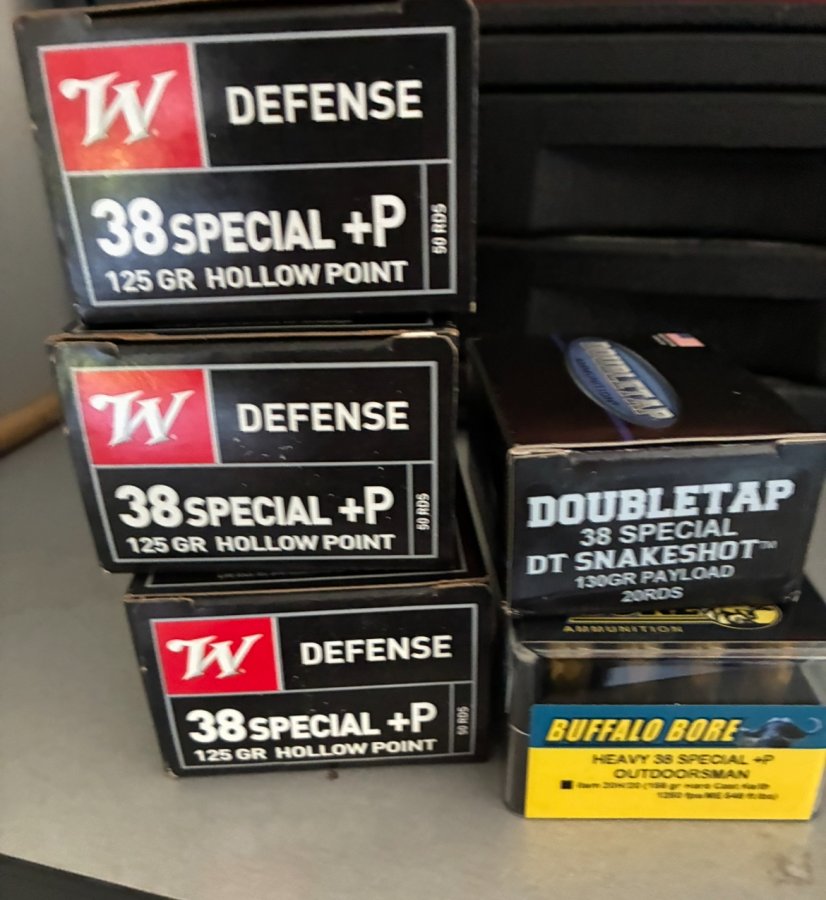 W DEFENSE
38 SPECIAL +P
125 GR HOLLOW POINT
50 RDS
W DEFENSE
38 SPECIAL +P
125 GR HOLLOW POINT
50 RDS
W DEFENSE
38 SPECIAL +P
125 GR HOLLOW POINT
50 RDS
DOUBLETAP
DOUBLETAP
38 SPECIAL
DT SNAKESHOT™
130GR PAYLOAD
20RDS
AMMUNITION
BUFFALO BORE
HEAVY 38 SPECIAL +P
OUTDOORSMAN